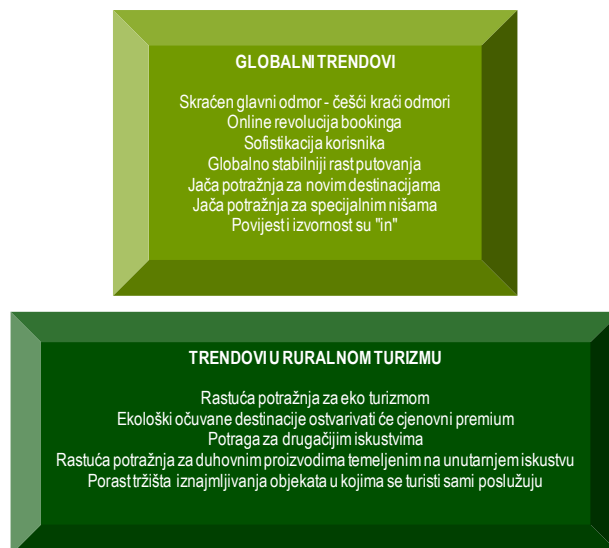 GLOBALNI TRENDOVI
Skraćen glavni odmor - češći kraći odmori
Online revolucija bookinga
Sofistikacija korisnika
Globalno stabilniji rast putovanja
Jača potražnja za novim destinacijama
Jača potražnja za specijalnim nišama
Povijest i izvornost su "in"
TRENDOVI U RURALNOM TURIZMU
Rastuća potražnja za eko turizmom
Ekološki očuvane destinacije ostvarivati će cjenovni premium
Potraga za drugačijim iskustvima
Rastuća potražnja za duhovnim proizvodima temeljenim na unutarnjem iskustvu
Porast tržišta iznajmljivanja objekata u kojima se turisti sami poslužuju